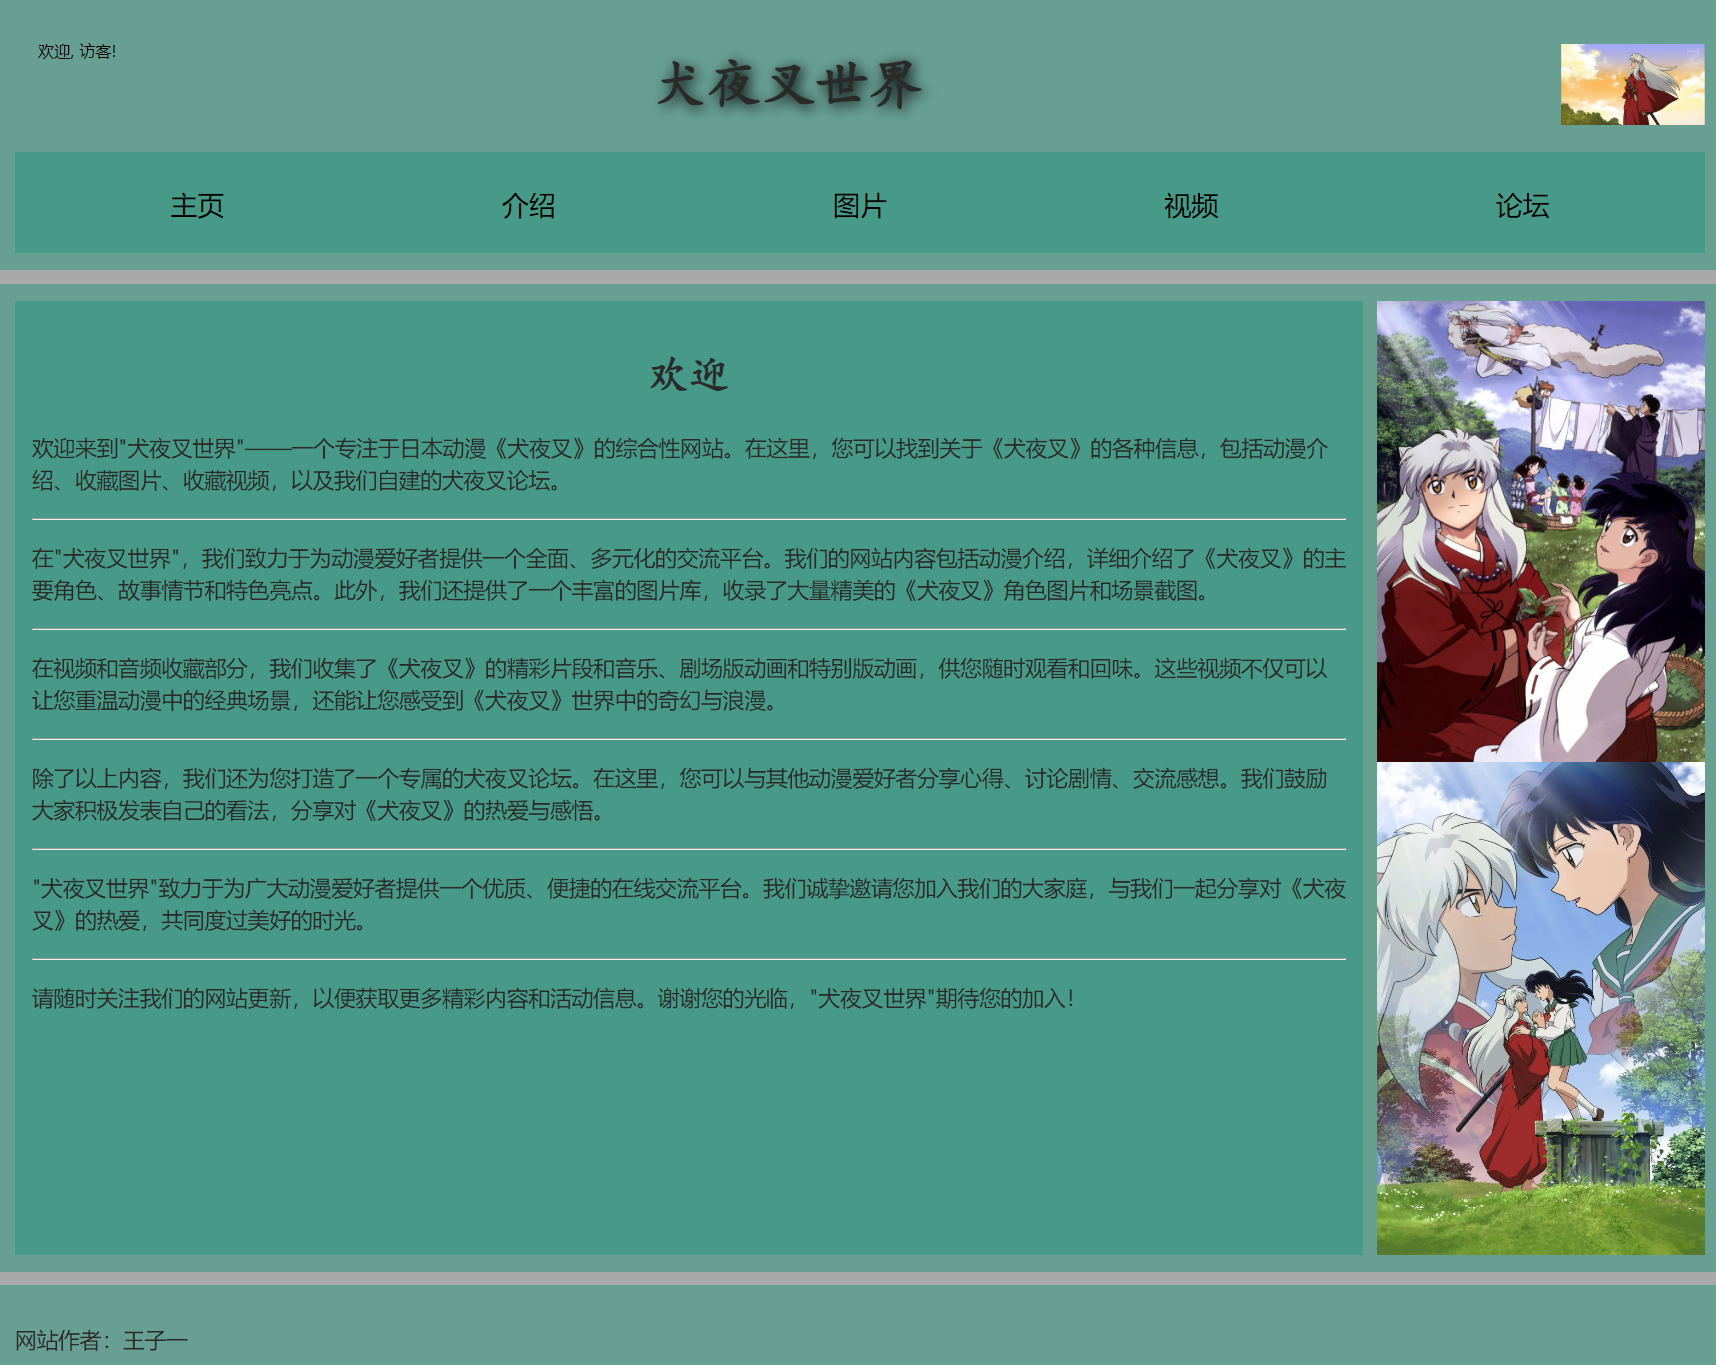 欢迎, 访客!
犬夜叉世界
主页 介绍 图片 视频 论坛
欢迎
欢迎来到"犬夜叉世界"——一个专注于日本动漫《犬夜叉》的综合性网站。在这里，您可以找到关于《犬夜叉》的各种信息，包括动漫介
绍、收藏图片、收藏视频，以及我们自建的犬夜叉论坛。
在"犬夜叉世界"，我们致力于为动漫爱好者提供一个全面、多元化的交流平台。我们的网站内容包括动漫介绍，详细介绍了《犬夜叉》的主
要角色、故事情节和特色亮点。此外，我们还提供了一个丰富的图片库，收录了大量精美的《犬夜叉》角色图片和场景截图。
在视频和音频收藏部分，我们收集了《犬夜叉》的精彩片段和音乐、剧场版动画和特别版动画，供您随时观看和回味。这些视频不仅可以
让您重温动漫中的经典场景，还能让您感受到《犬夜叉》世界中的奇幻与浪漫。
除了以上内容，我们还为您打造了一个专属的犬夜叉论坛。在这里，您可以与其他动漫爱好者分享心得、讨论剧情、交流感想。我们鼓励
大家积极发表自己的看法，分享对《犬夜叉》的热爱与感悟。
"犬夜叉世界"致力于为广大动漫爱好者提供一个优质、便捷的在线交流平台。我们诚挚邀请您加入我们的大家庭，与我们一起分享对《犬夜
叉》的热爱，共同度过美好的时光。
请随时关注我们的网站更新，以便获取更多精彩内容和活动信息。谢谢您的光临，"犬夜叉世界"期待您的加入！
网站作者：王子一